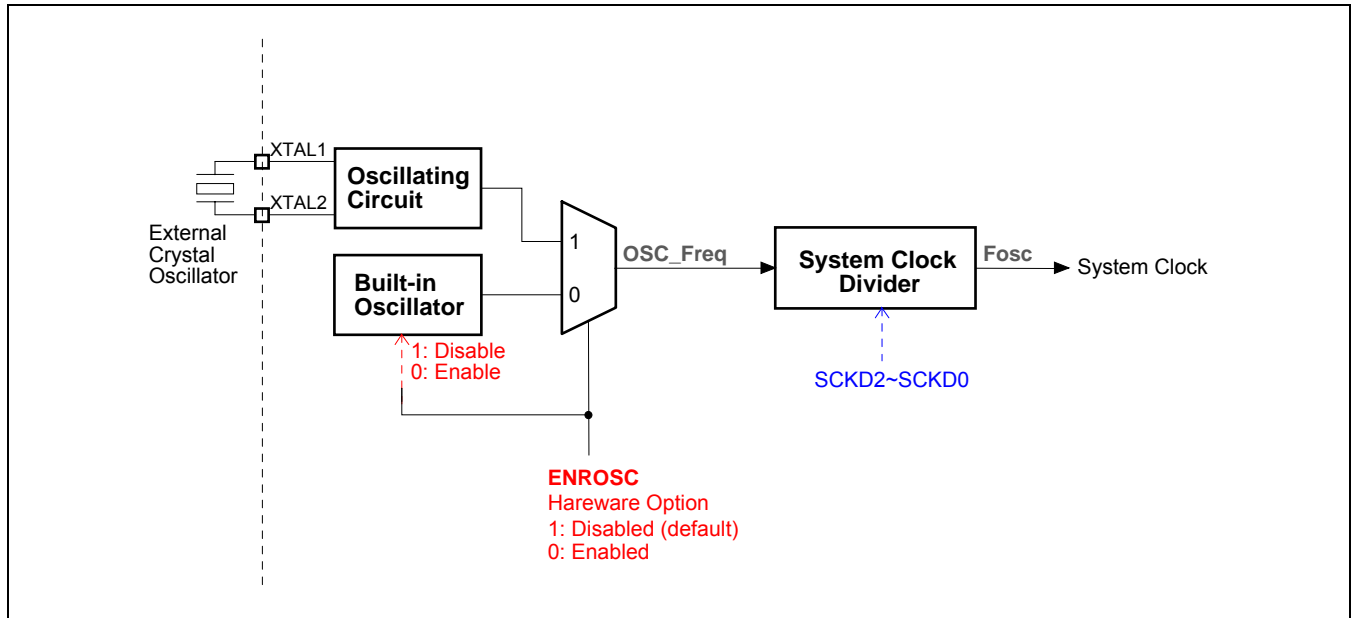 XTAL1
XTAL2
External
Crystal
Oscillator
Oscillating
Circuit
Built-in
Oscillator
1: Disable
0: Enable
1
0
OSC_Freq
System Clock
Divider
Fosc
System Clock
SCKD2~SCKD0
ENROSC
Hareware Option
1: Disabled (default)
0: Enabled